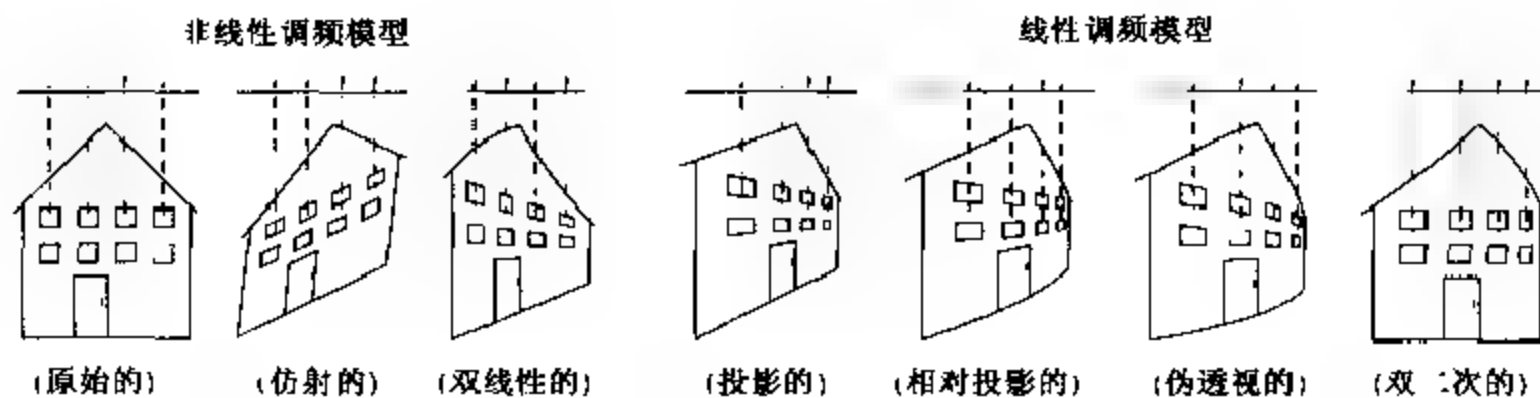 非线性调频模型
线性调频模型
(原始的)
(仿射的)
(双线性的)
(投影的)
(相对投影的)
(伪透视的)
(双二次的)